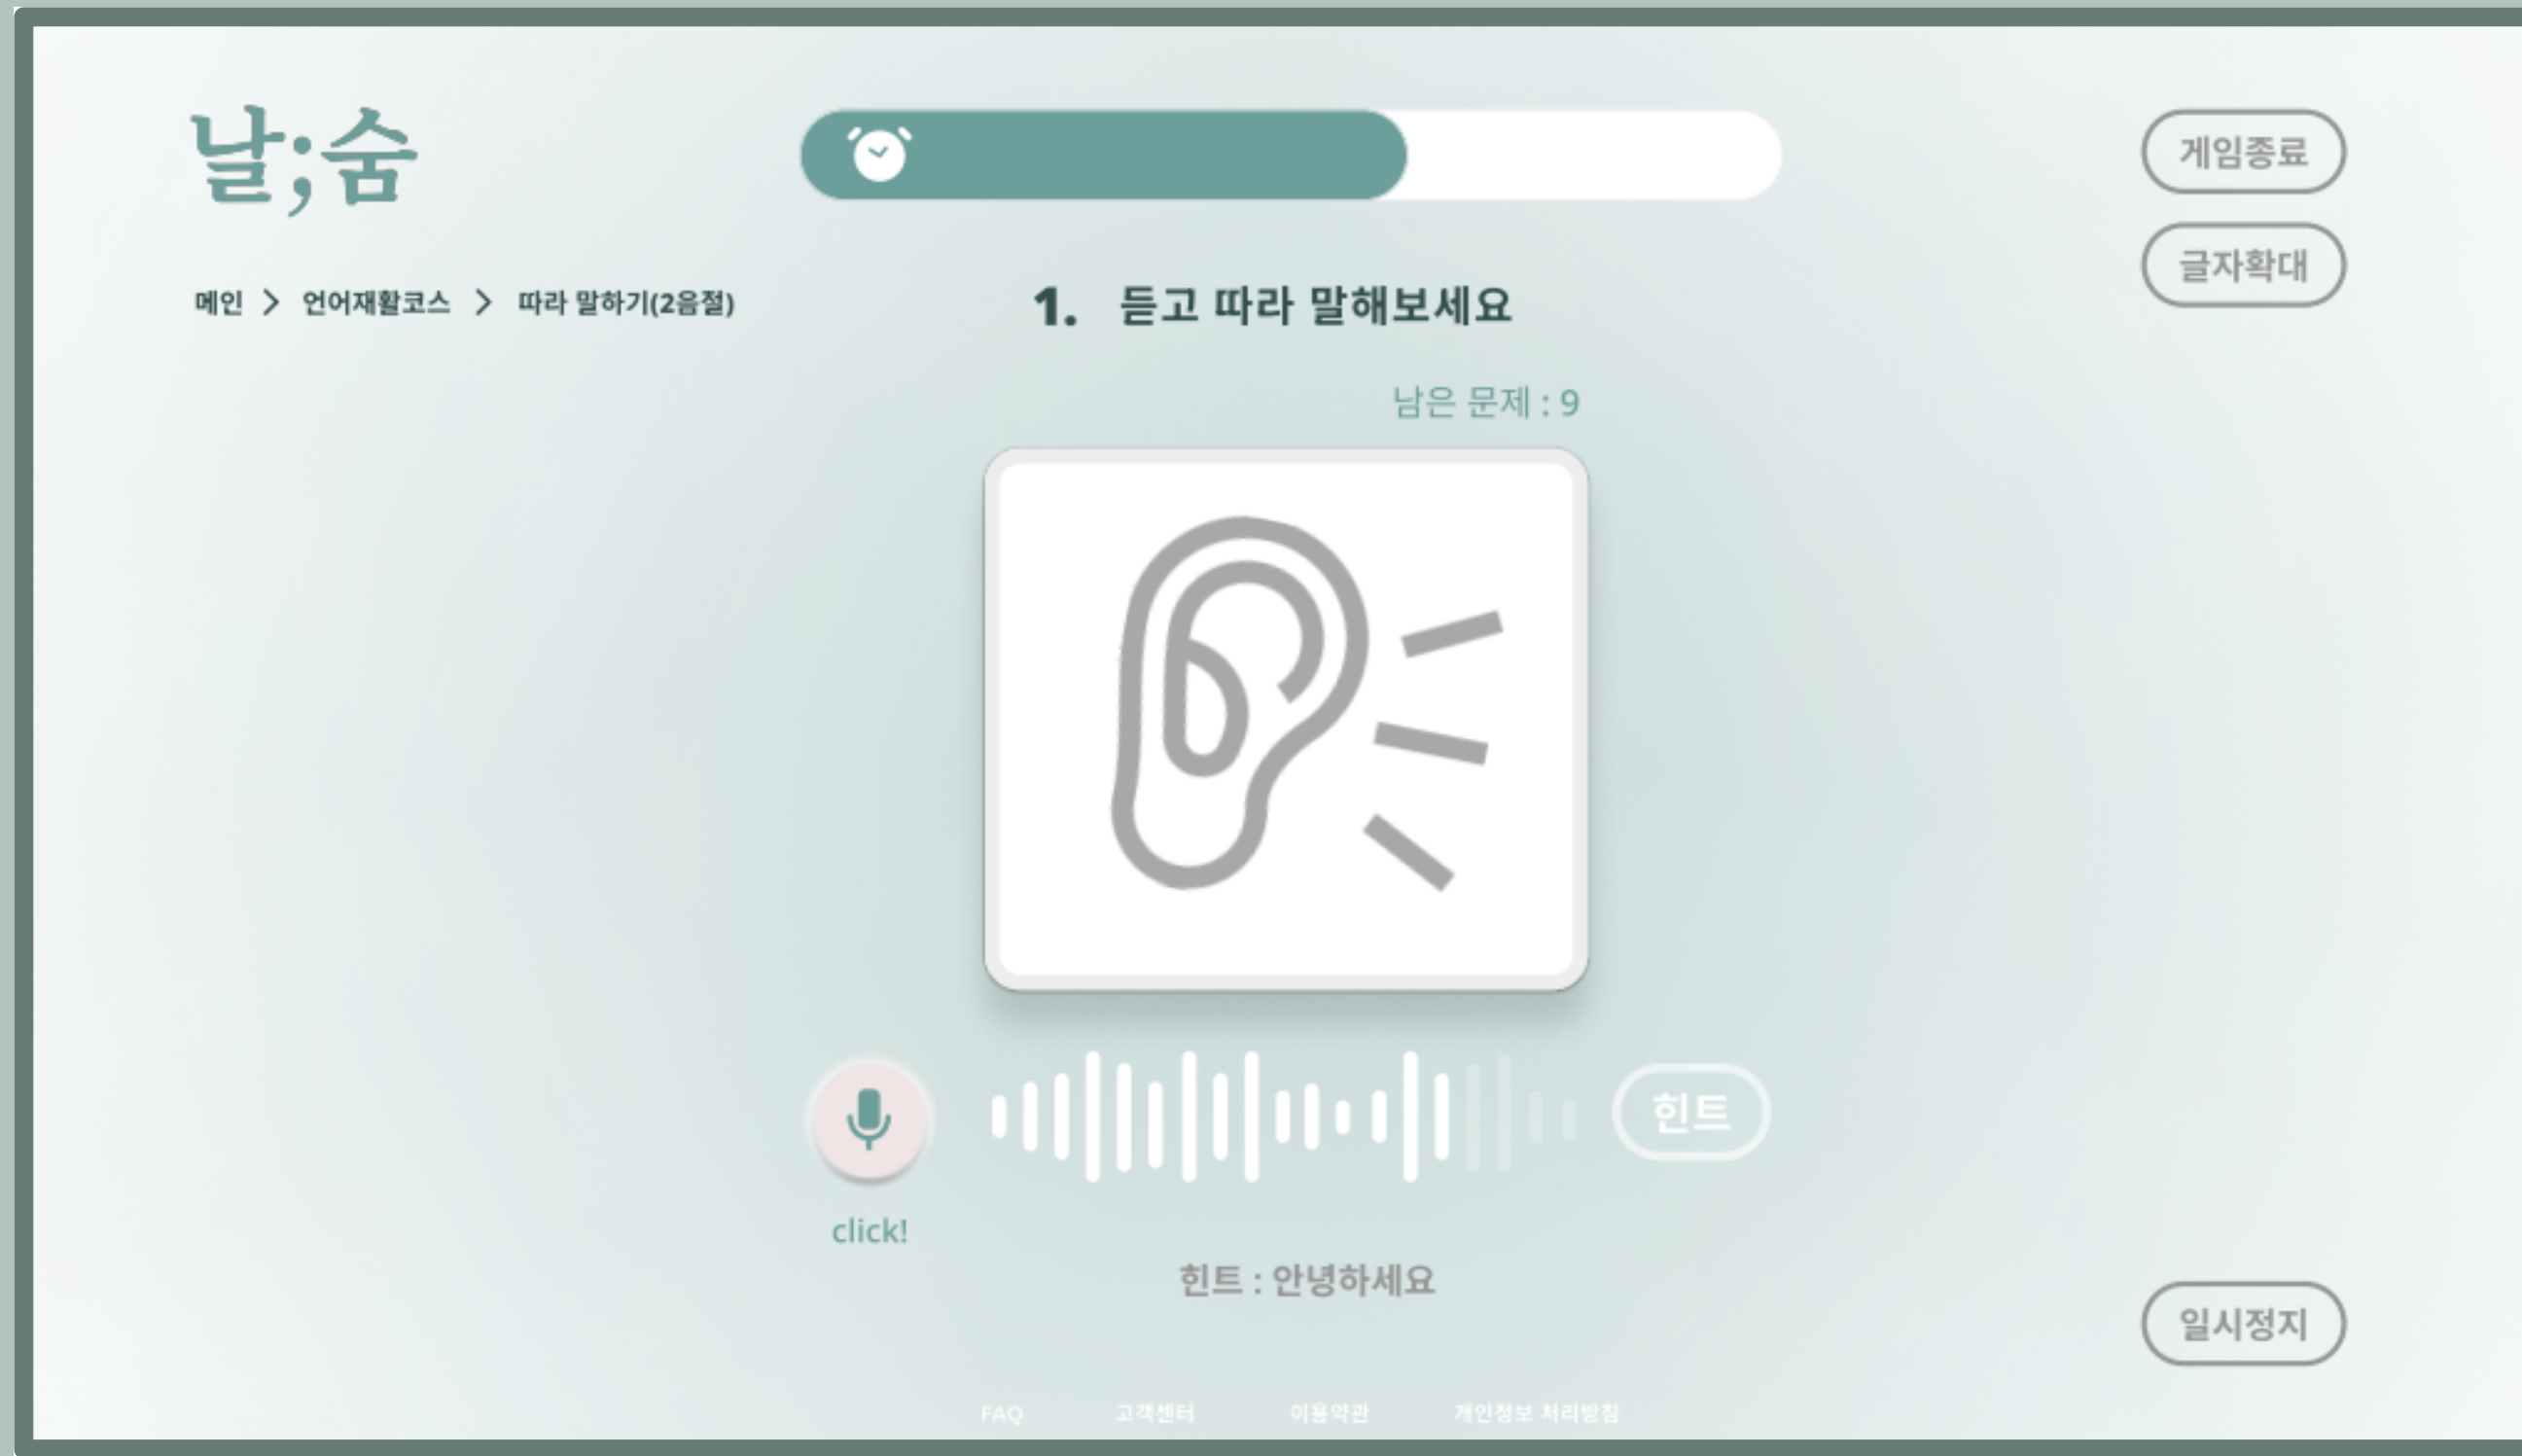 날;숨
게임종료
글자확대
메인 > 언어재활코스 > 따라 말하기(2음절)
1. 듣고 따라 말해보세요
남은 문제 : 9
힌트
click!
힌트 : 안녕하세요
일시정지
FAQ 고객센터 이용약관 개인정보 처리방침